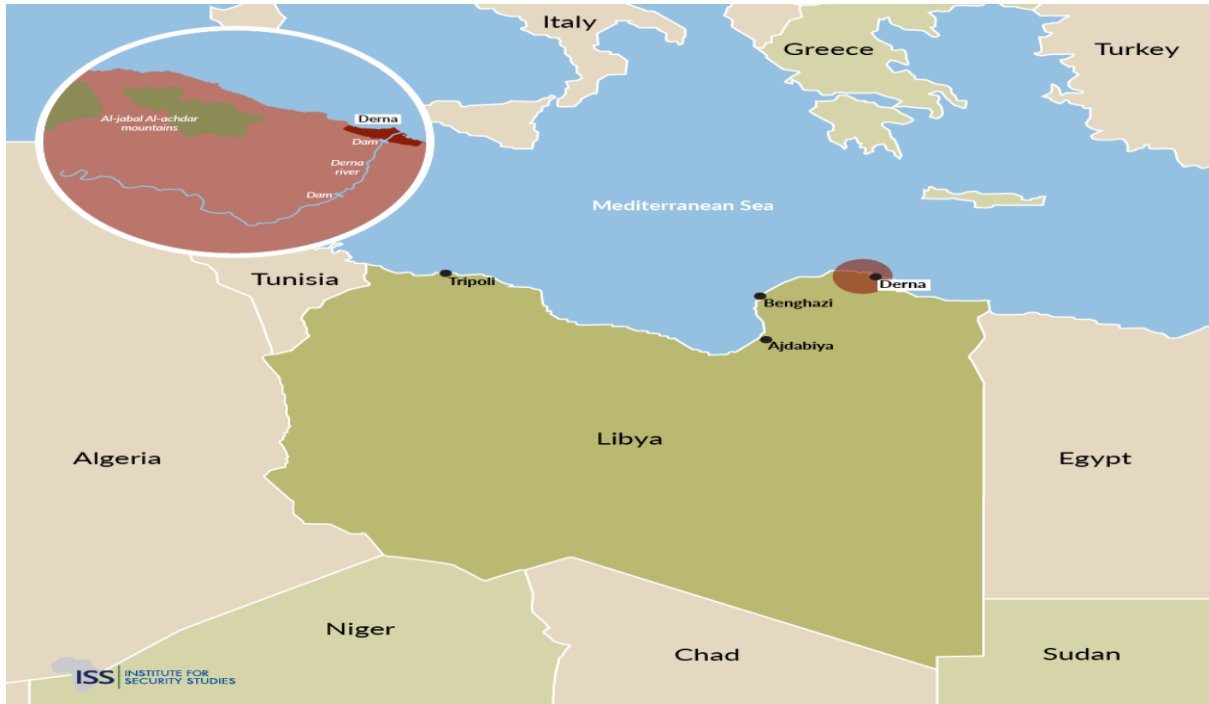 Italy
Greece
Turkey
Al-jabal Al-achdar
mountains
Derna
Dam
Derna
river
Dam
Mediterranean Sea
Tunisia
Tripoli
Derna
Benghazi
Ajdabiya
Algeria
Libya
Egypt
Niger
Chad
Sudan
ISS
INSTITUTE FOR
SECURITY STUDIES